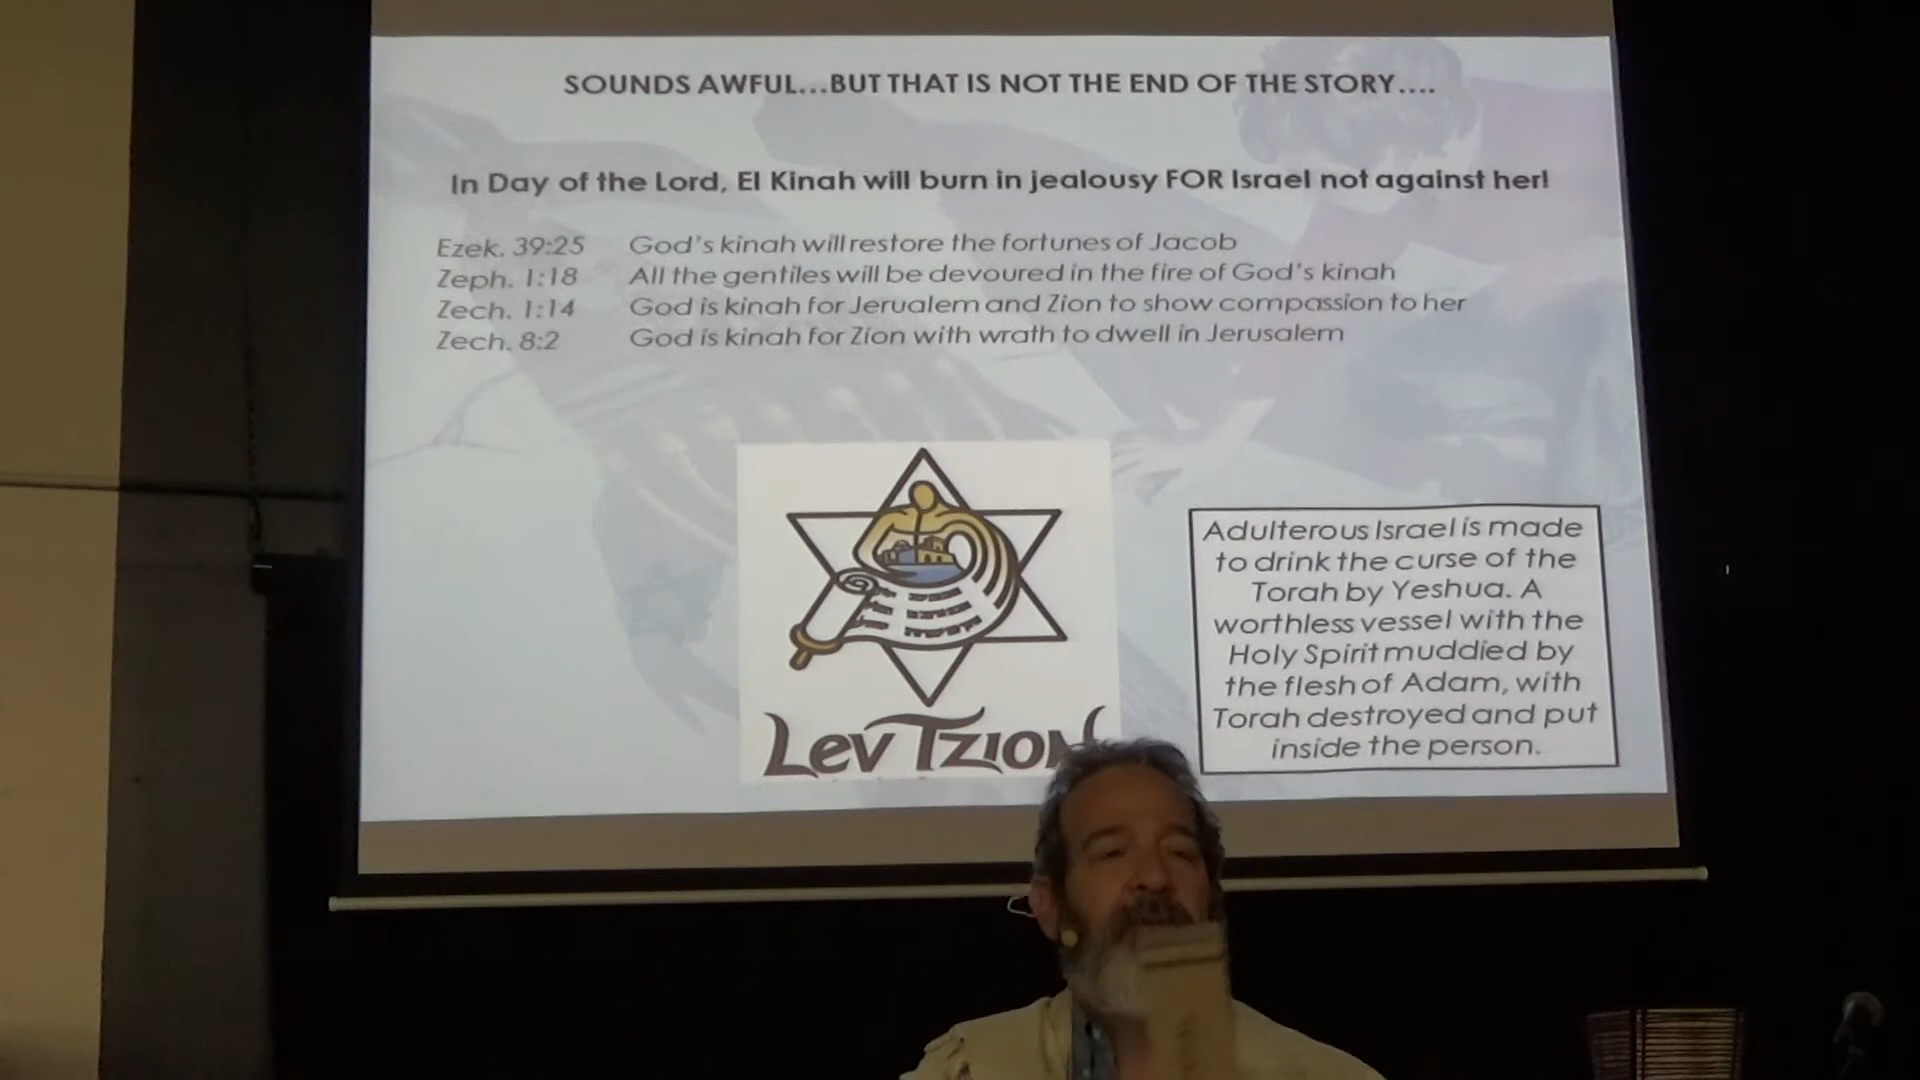 SOUNDS AWFUL...BUT THAT IS NOT THE END OF THE STORY....
In Day of the Lord, El Kinah will burn in jealousy FOR Israel not against her!
Ezek. 39:25 God's kinah will restore the fortunes of Jacob
Zeph. 1:18 All the gentiles will be devoured in the fire of God's kinah
Zech. 1:14 God is kinah for Jerualem and Zion to show compassion to her
Zech. 8:2 God is kinah for Zion with wrath to dwell in Jerusalem
Lev Tzion
Adulterous Israel is made
to drink the curse of the
Torah by Yeshua. A
worthless vessel with the
Holy Spirit muddied by
the flesh of Adam, with
Torah destroyed and put
inside the person.